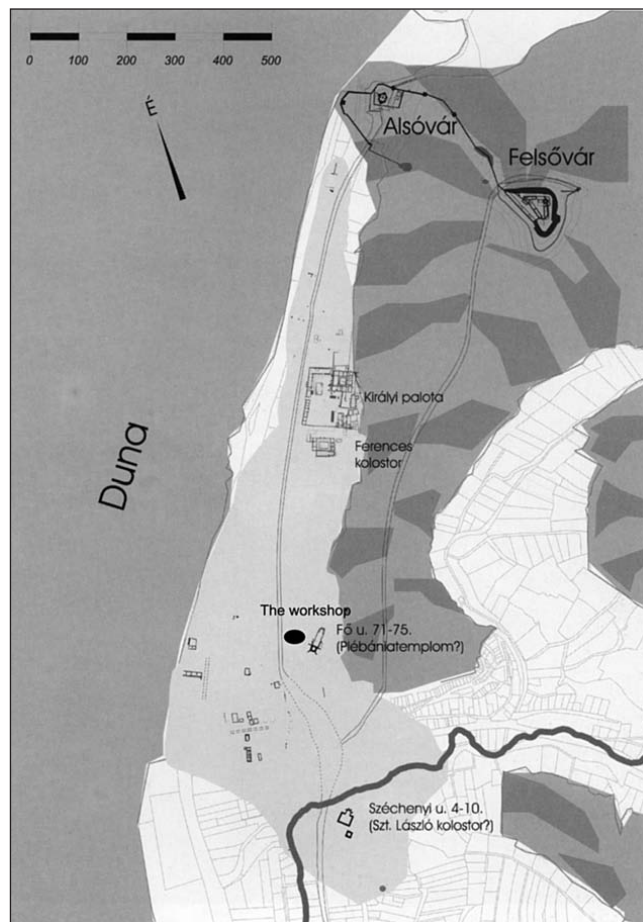 0 100 200 300 400 500
É
Alsóvár
Felsővár
Királyi palota
Ferences
kolostor
Duna
The workshop
Fő u. 71-75.
(Plébániatemplom?)
Széchenyi u. 4-10.
(Szt. László kolostor?)